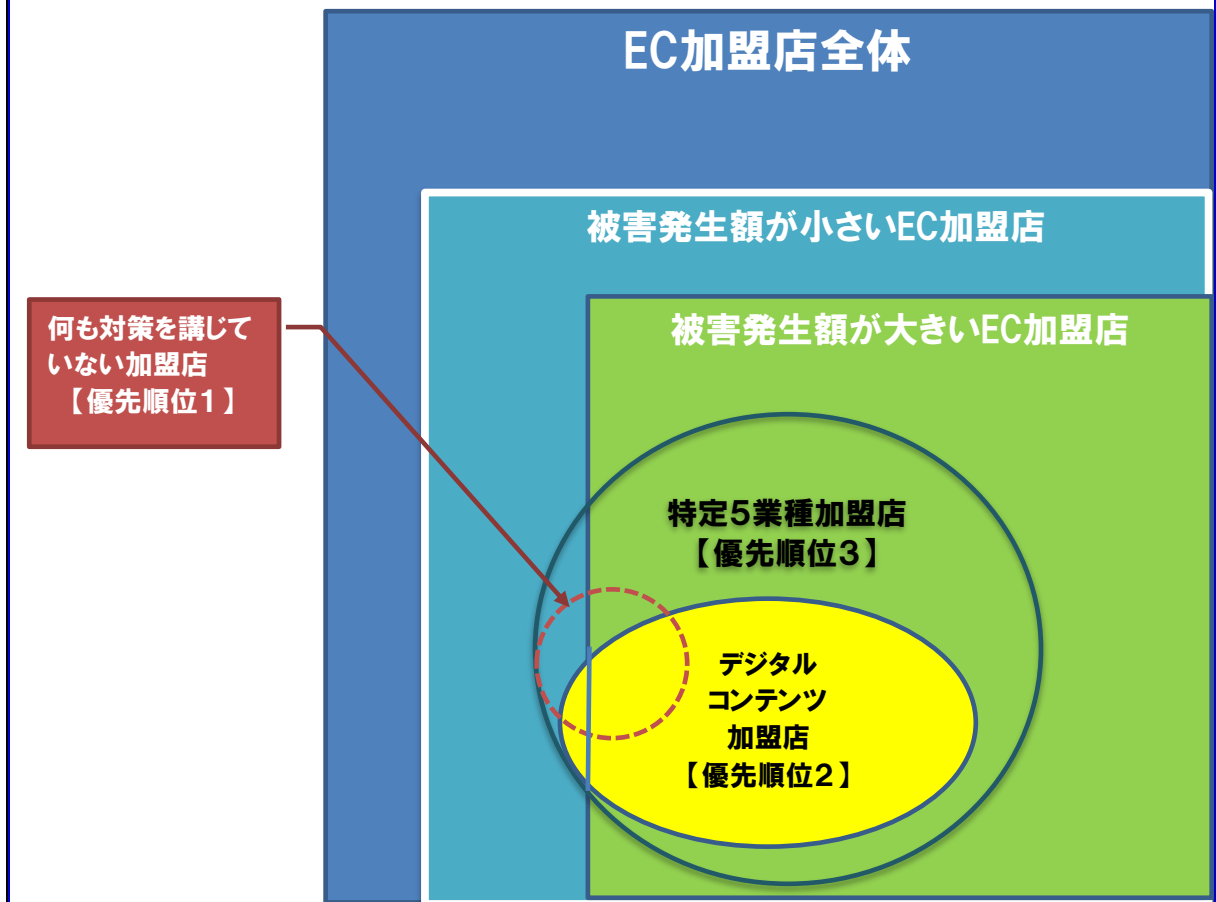 EC加盟店全体
被害発生額が小さいEC加盟店
被害発生額が大きいEC加盟店
何も対策を講じて
いない加盟店
【優先順位１】
特定５業種加盟店
【優先順位３】
デジタル
コンテンツ
加盟店
【優先順位２】